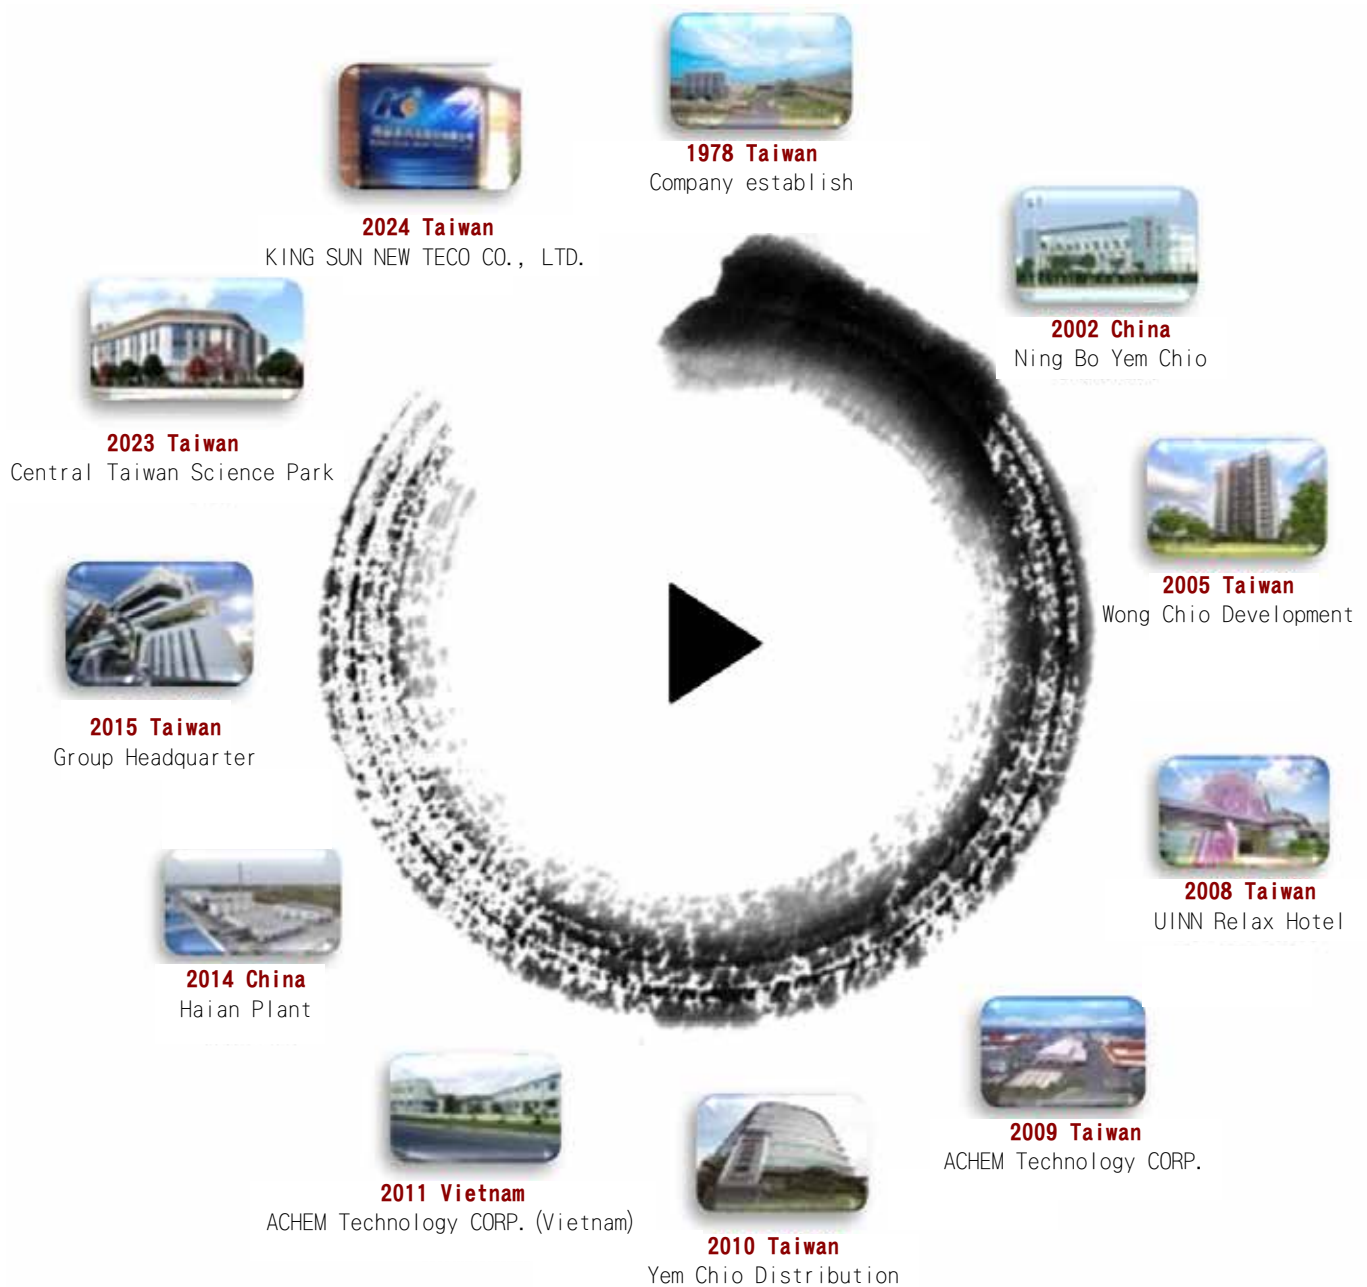 1978 Taiwan
Company establish
2002 China
Ning Bo Yem Chio
2005 Taiwan
Wong Chio Development
2008 Taiwan
UINN Relax Hotel
2009 Taiwan
ACHEM Technology CORP.
2010 Taiwan
Yem Chio Distribution
2011 Vietnam
ACHEM Technology CORP. (Vietnam)
2014 China
Haian Plant
2015 Taiwan
Group Headquarter
2023 Taiwan
Central Taiwan Science Park
2024 Taiwan
KING SUN NEW TECO CO., LTD.